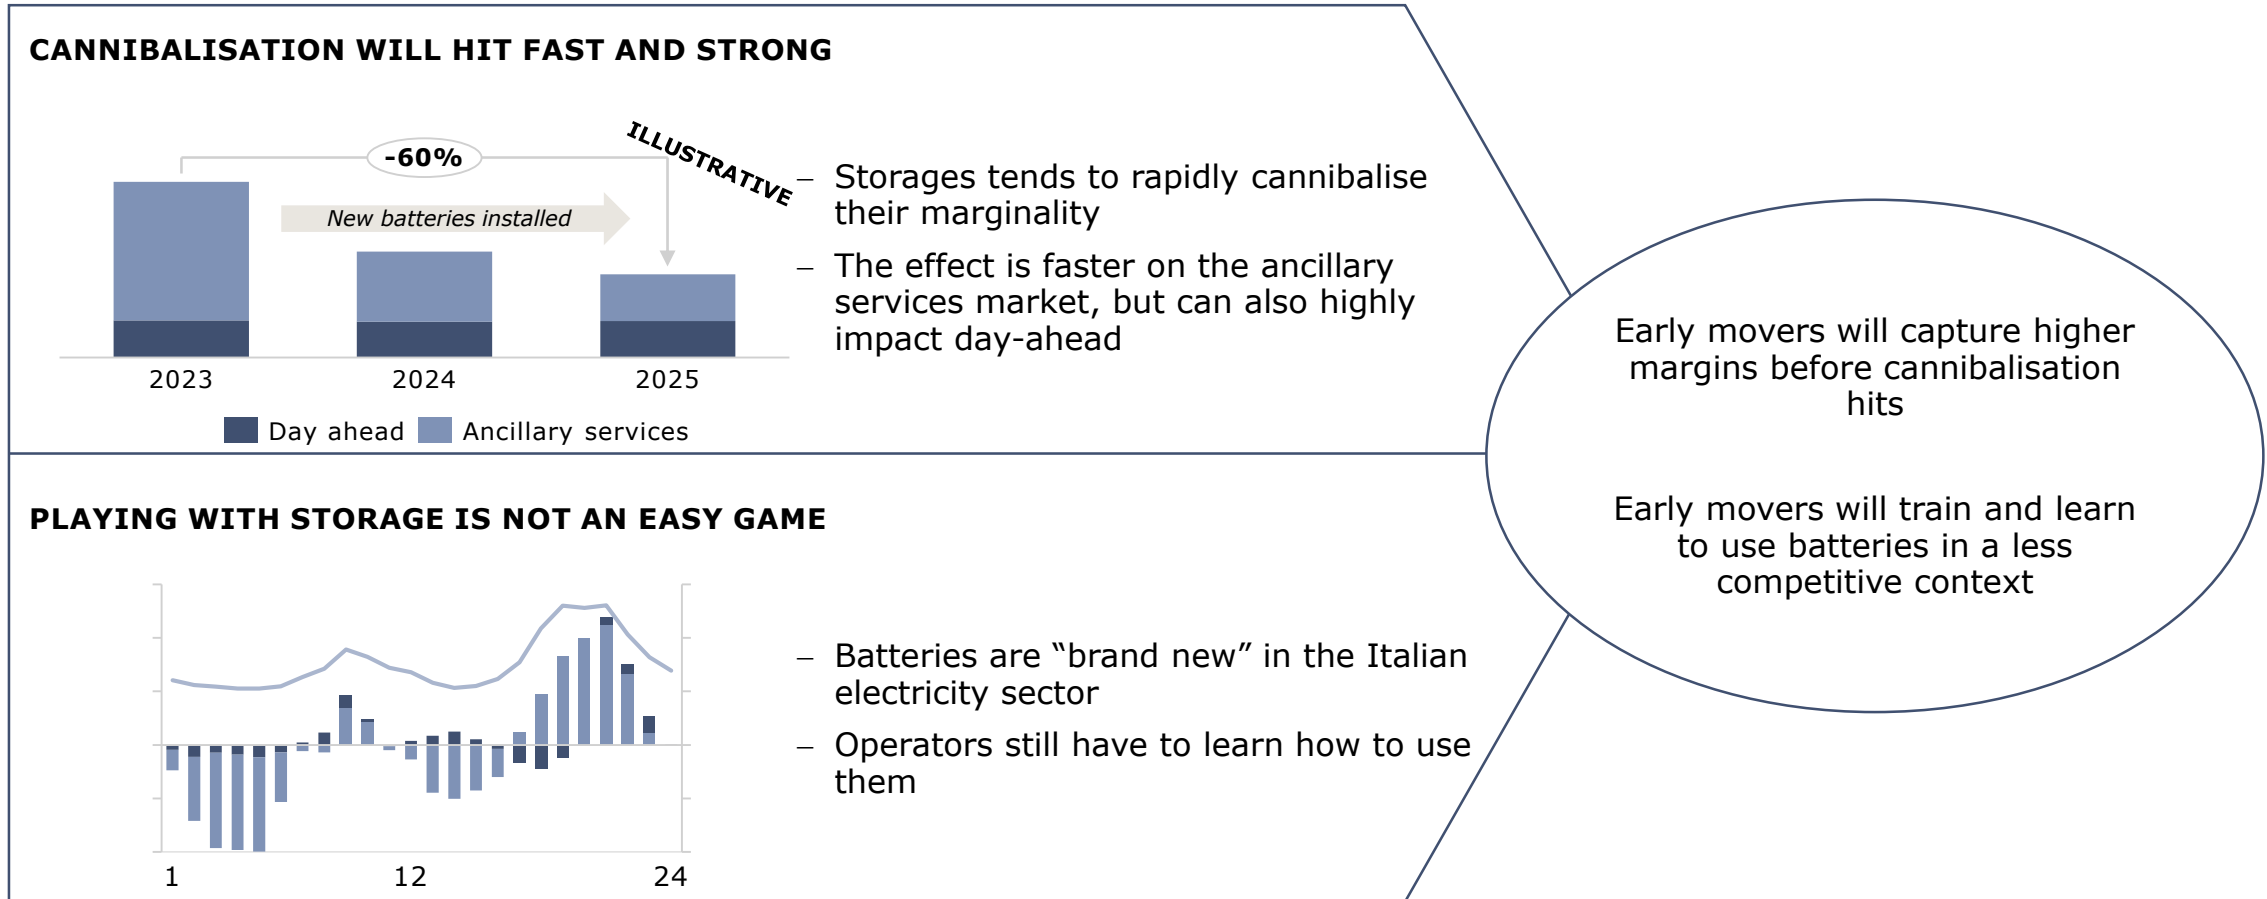 CANNIBALISATION WILL HIT FAST AND STRONG
-60%
ILLUSTRATIVE
New batteries installed
2023 2024 2025
Day ahead Ancillary services
– Storages tends to rapidly cannibalise
their marginality
– The effect is faster on the ancillary
services market, but can also highly
impact day-ahead
PLAYING WITH STORAGE IS NOT AN EASY GAME
1 12 24
– Batteries are “brand new” in the Italian
electricity sector
– Operators still have to learn how to use
them
Early movers will capture higher
margins before cannibalisation
hits
Early movers will train and learn
to use batteries in a less
competitive context